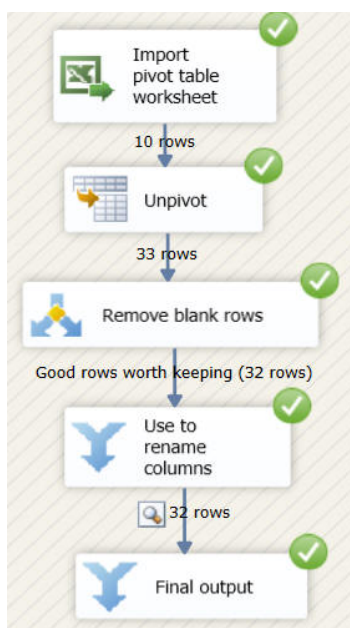 Import
pivot table
worksheet
10 rows
Unpivot
33 rows
Remove blank rows
Good rows worth keeping (32 rows)
Use to
rename
columns
32 rows
Final output